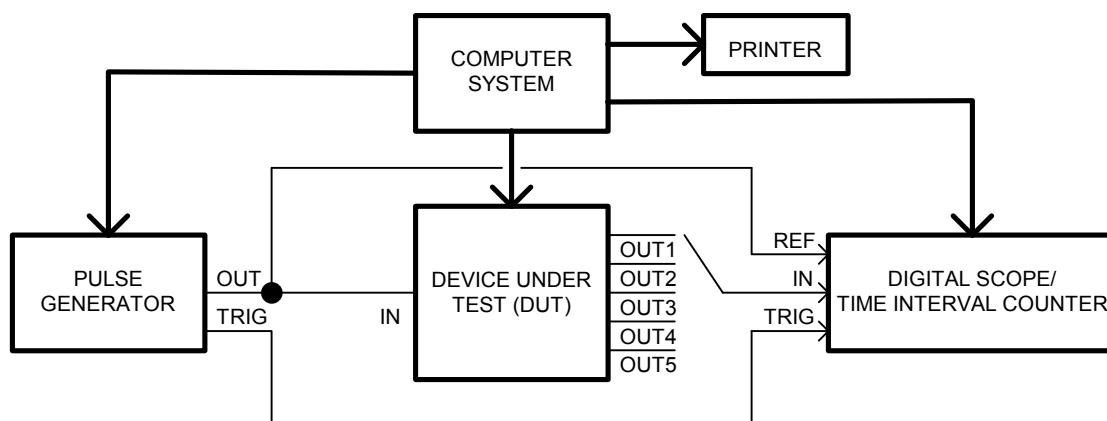 COMPUTER
SYSTEM
PRINTER
PULSE
GENERATOR
OUT
TRIG
IN
DEVICE UNDER
TEST (DUT)
OUT1
OUT2
OUT3
OUT4
OUT5
REF
IN
TRIG
DIGITAL SCOPE/
TIME INTERVAL COUNTER